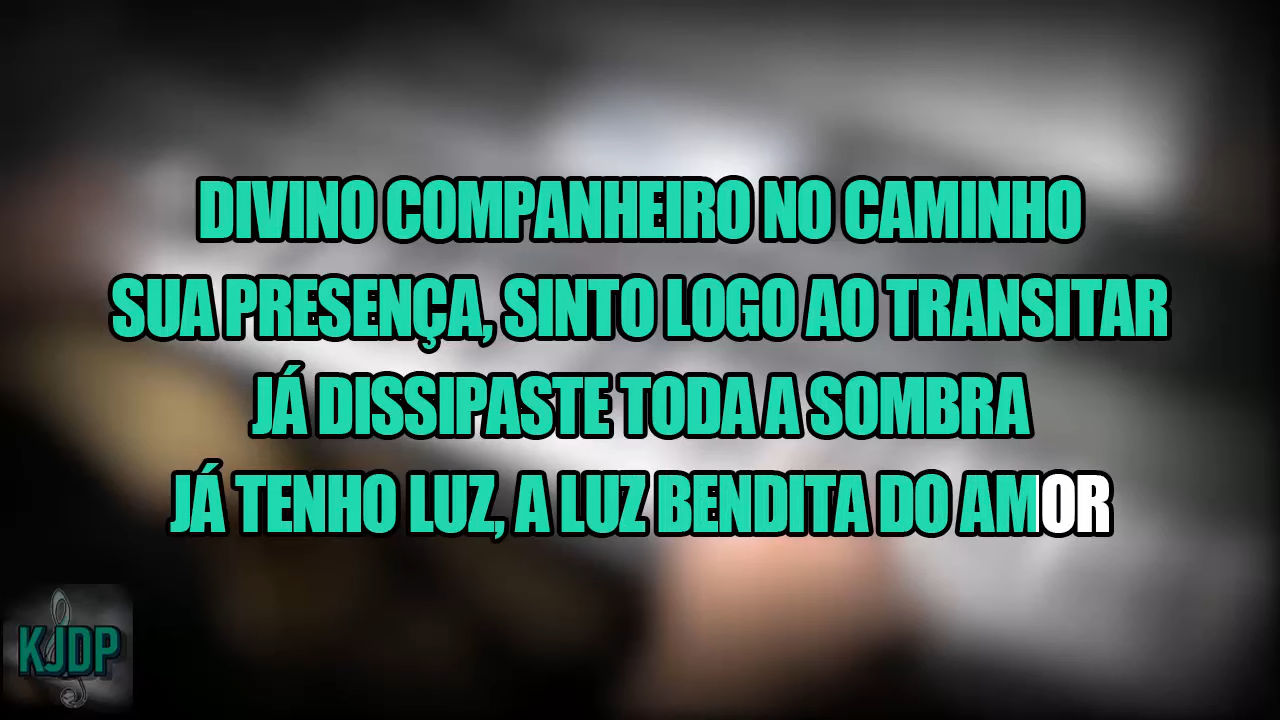 DIVINO COMPANHEIRO NO CAMINHO
SUA PRESENÇA, SINTO LOGO AO TRANSITAR
JÁ DISSIPASTE TODA A SOMBRA
JÁ TENHO LUZ, A LUZ BENDITA DO AMOR
KJDP